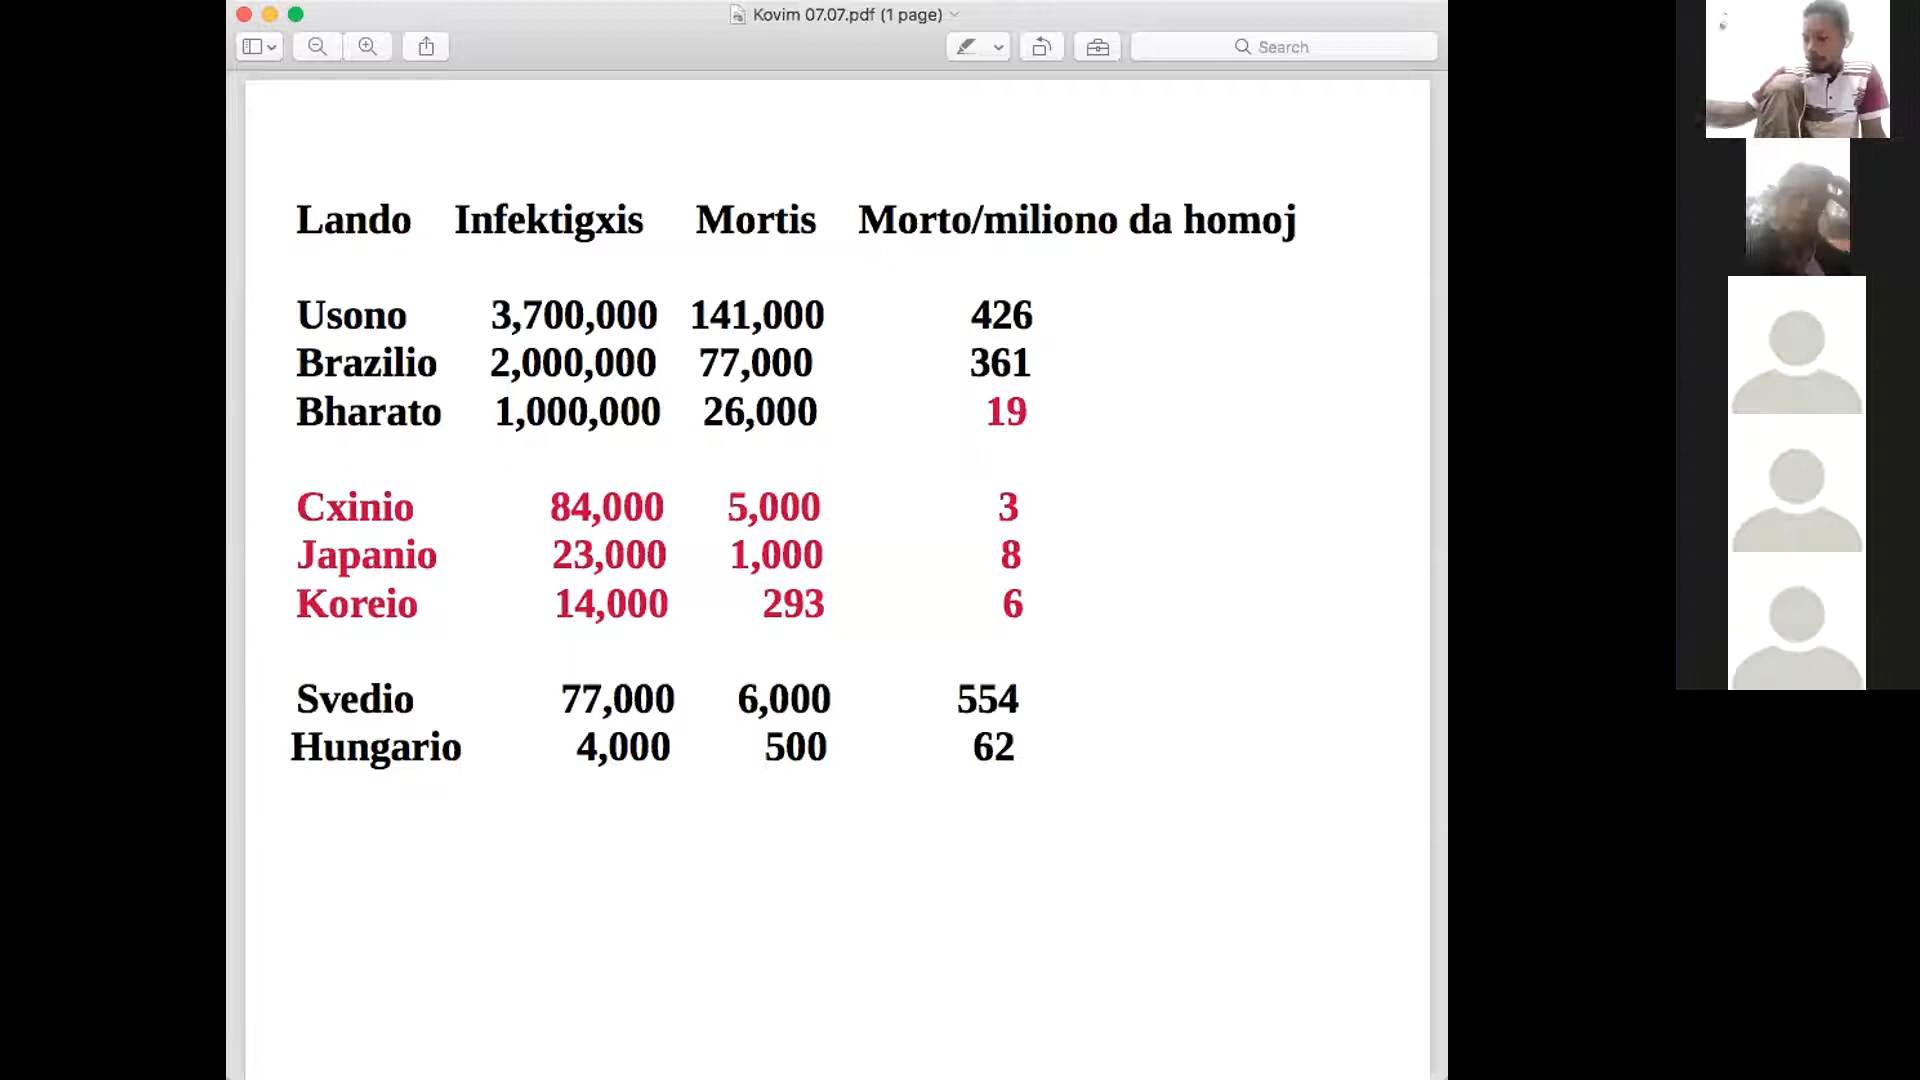 Kovim 07.07.pdf (1 page)
Search
Lando Infektigxis Mortis Morto/miliono da homoj
Usono 3,700,000 141,000 426
Brazilio 2,000,000 77,000 361
Bharato 1,000,000 26,000 19
Cxinio 84,000 5,000 3
Japanio 23,000 1,000 8
Koreio 14,000 293 6
Svedio 77,000 6,000 554
Hungario 4,000 500 62